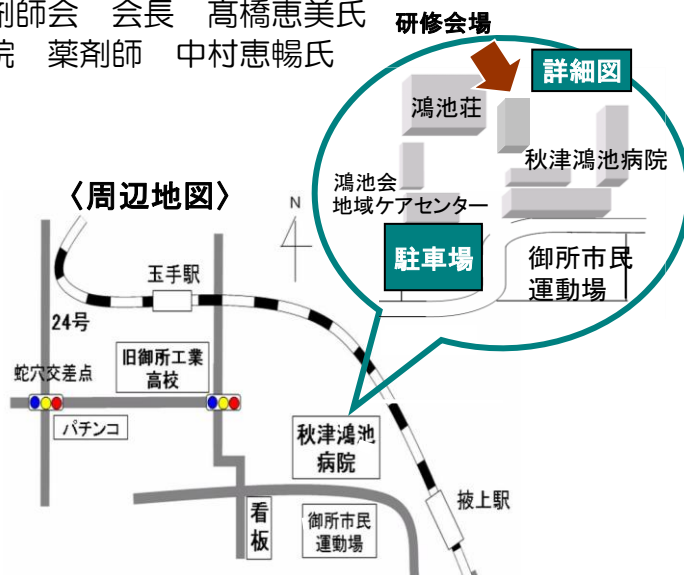 剤師会　会長　髙橋恵美氏
院　薬剤師　中村恵暢氏
研修会場
詳細図
鴻池荘
秋津鴻池病院
鴻池会
地域ケアセンター
駐車場
御所市民
運動場
〈周辺地図〉
N
玉手駅
24号
旧御所工業
高校
蛇穴交差点
パチンコ
秋津鴻池
病院
掖上駅
看板
御所市民
運動場